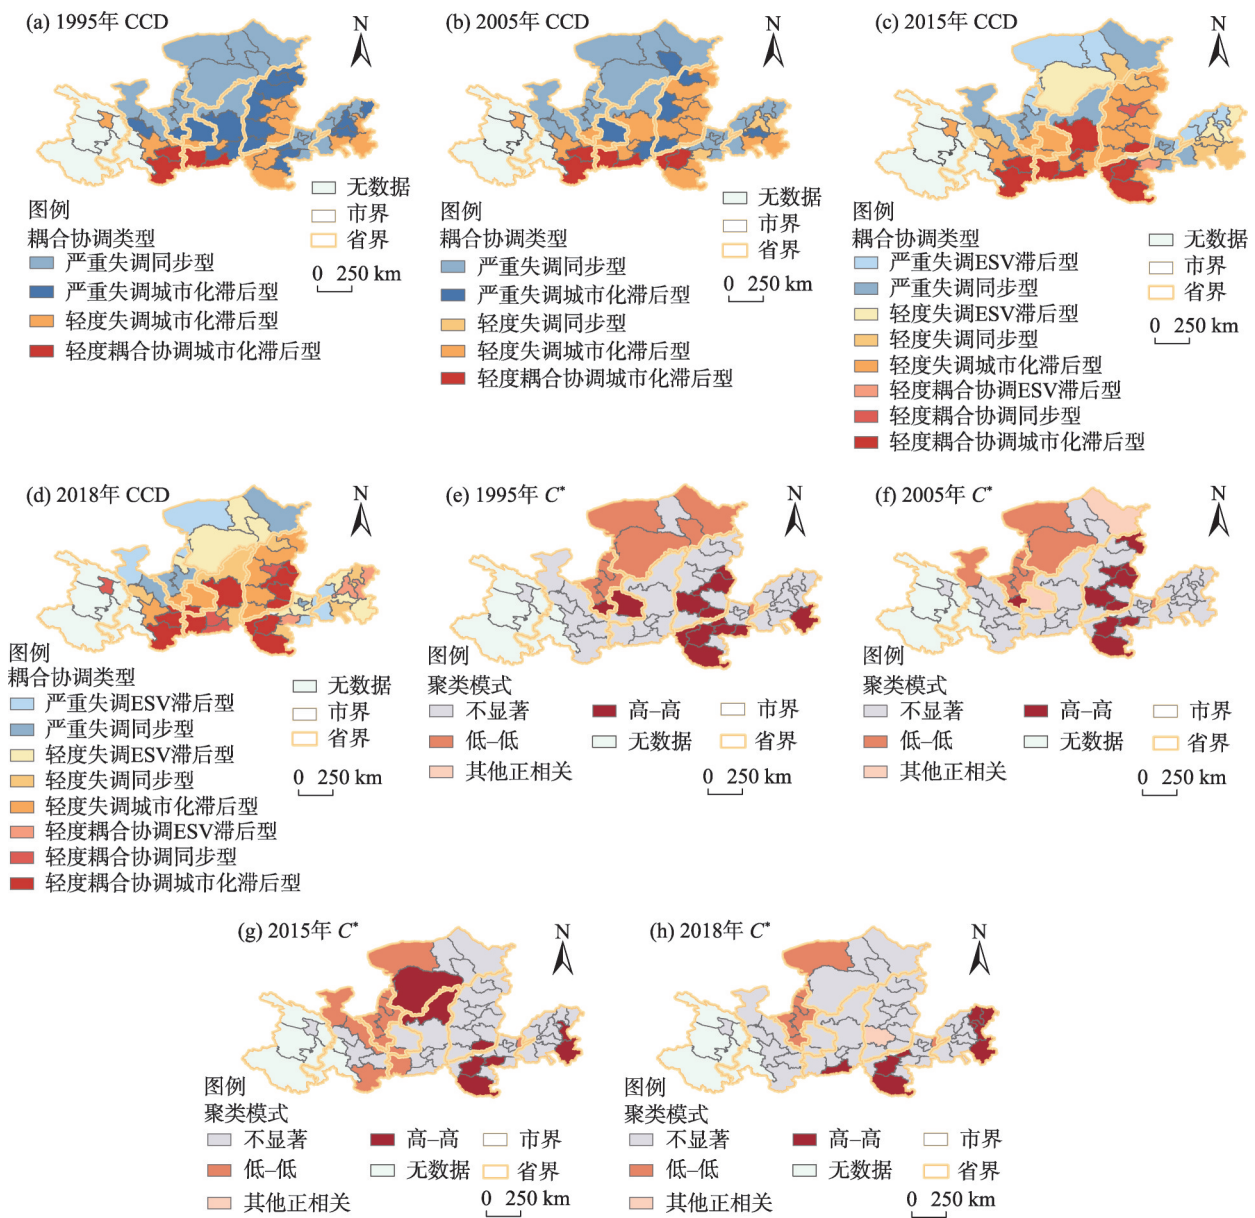 (a) 1995年 CCD
N
图例
耦合协调类型
严重失调同步型
严重失调城市化滞后型
轻度失调城市化滞后型
轻度耦合协调城市化滞后型
无数据
市界
省界
0 250 km
(b) 2005年 CCD
N
图例
耦合协调类型
严重失调同步型
严重失调城市化滞后型
轻度失调同步型
轻度失调城市化滞后型
轻度耦合协调城市化滞后型
无数据
市界
省界
0 250 km
(c) 2015年 CCD
N
图例
耦合协调类型
严重失调ESV滞后型
严重失调同步型
轻度失调ESV滞后型
轻度失调同步型
轻度失调城市化滞后型
轻度耦合协调ESV滞后型
轻度耦合协调同步型
轻度耦合协调城市化滞后型
无数据
市界
省界
0 250 km
(d) 2018年 CCD
N
图例
耦合协调类型
严重失调ESV滞后型
严重失调同步型
轻度失调ESV滞后型
轻度失调同步型
轻度失调城市化滞后型
轻度耦合协调ESV滞后型
轻度耦合协调同步型
轻度耦合协调城市化滞后型
无数据
市界
省界
0 250 km
(e) 1995年 C*
N
图例
聚类模式
不显著 高–高 市界
低–低 无数据 省界
其他正相关
0 250 km
(f) 2005年 C*
N
图例
聚类模式
不显著 高–高 市界
低–低 无数据 省界
其他正相关
0 250 km
(g) 2015年 C*
N
图例
聚类模式
不显著 高–高 市界
低–低 无数据 省界
其他正相关
0 250 km
(h) 2018年 C*
N
图例
聚类模式
不显著 高–高 市界
低–低 无数据 省界
其他正相关
0 250 km